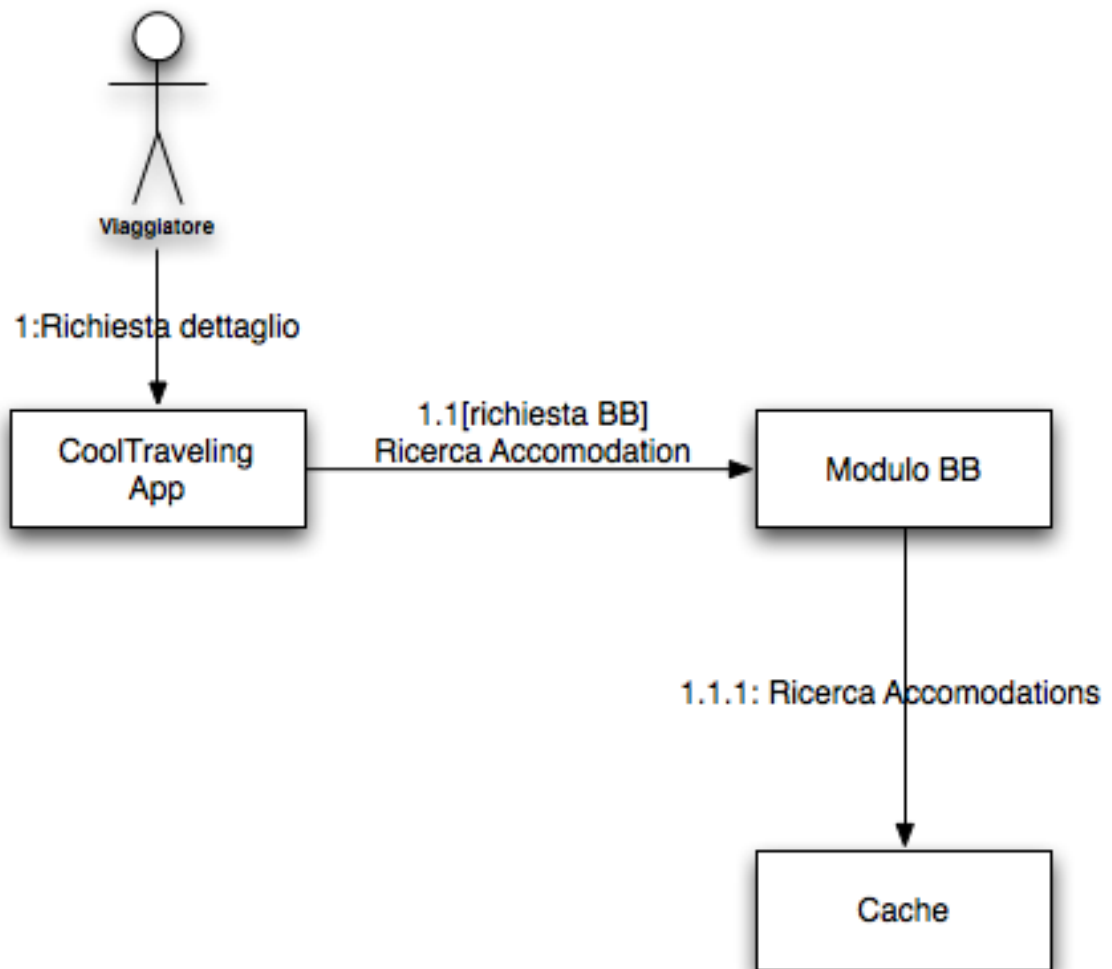 Viaggiatore
1:Richiesta dettaglio
CoolTraveling
App
1.1[richiesta BB]
Ricerca Accomodation
Modulo BB
1.1.1: Ricerca Accomodations
Cache